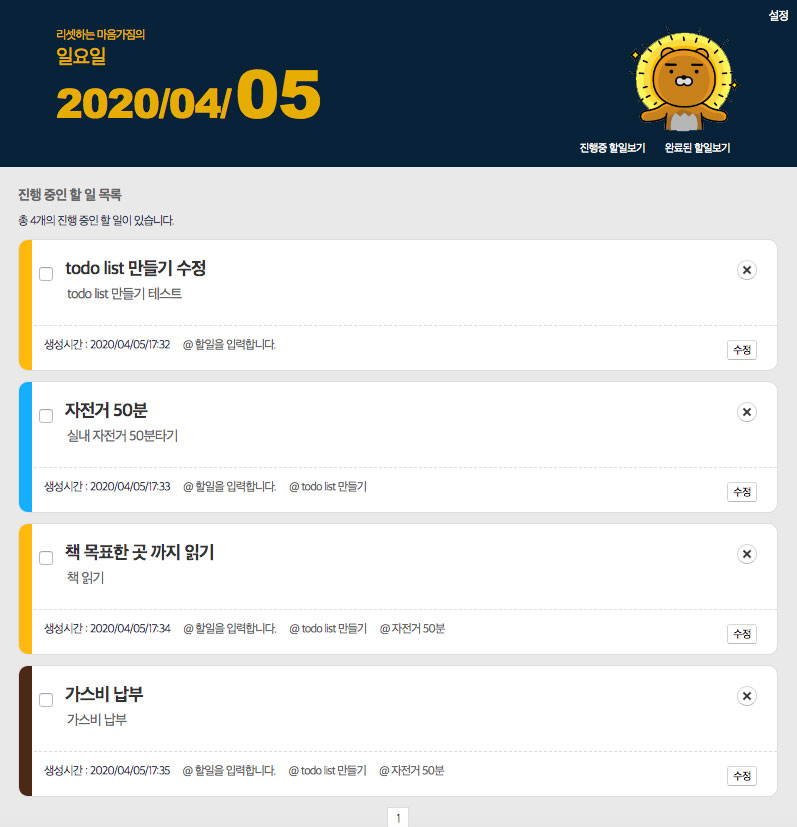 설정
리셋하는 마음가짐의
일요일
2020/04/05
진행중 할일보기 완료된 할일보기
진행 중인 할 일 목록
총 4개의 진행 중인 할 일이 있습니다.
todo list 만들기 수정
todo list 만들기 테스트
생성시간 : 2020/04/05/17:32 @ 할일을 입력합니다.
수정
자전거 50분
실내 자전거 50분타기
생성시간 : 2020/04/05/17:33 @ 할일을 입력합니다. @ todo list 만들기
수정
책 목표한 곳 까지 읽기
책 읽기
생성시간 : 2020/04/05/17:34 @ 할일을 입력합니다. @ todo list 만들기 @ 자전거 50분
수정
가스비 납부
가스비 납부
생성시간 : 2020/04/05/17:35 @ 할일을 입력합니다. @ todo list 만들기 @ 자전거 50분
수정
1